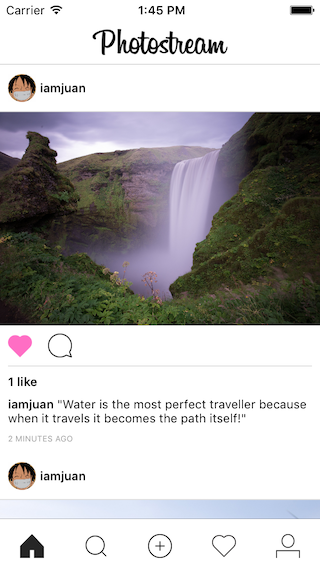 Carrier 1:45 PM
Photostream
iamjuan
1 like
iamjuan "Water is the most perfect traveller because
when it travels it becomes the path itself!"
2 MINUTES AGO
iamjuan